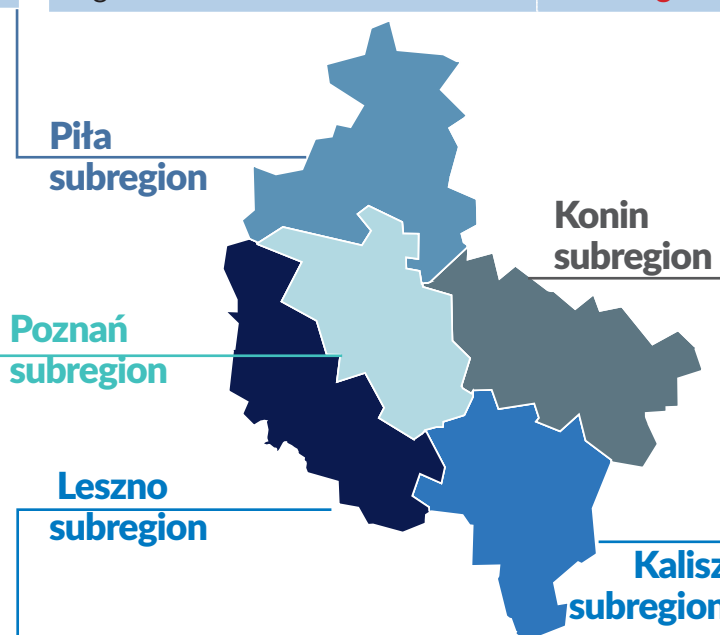 Piła
subregion
Konin
subregion
Poznań
subregion
Leszno
subregion
Kalisz
subregion